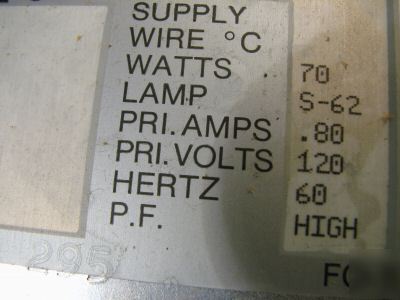 SUPPLY
WIRE °C
WATTS 70
LAMP S-62
PRI.AMPS .80
PRI.VOLTS 120
HERTZ 60
P.F. HIGH
295